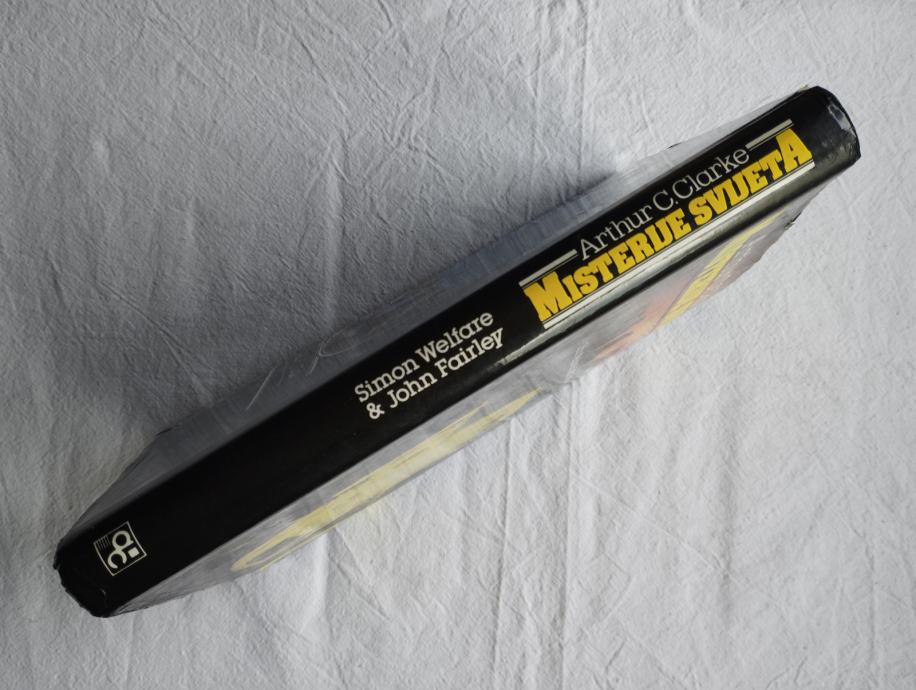 Arthur C. Clarke
MISTERIJE SVIJETA
Simon Welfare
& John Fairley